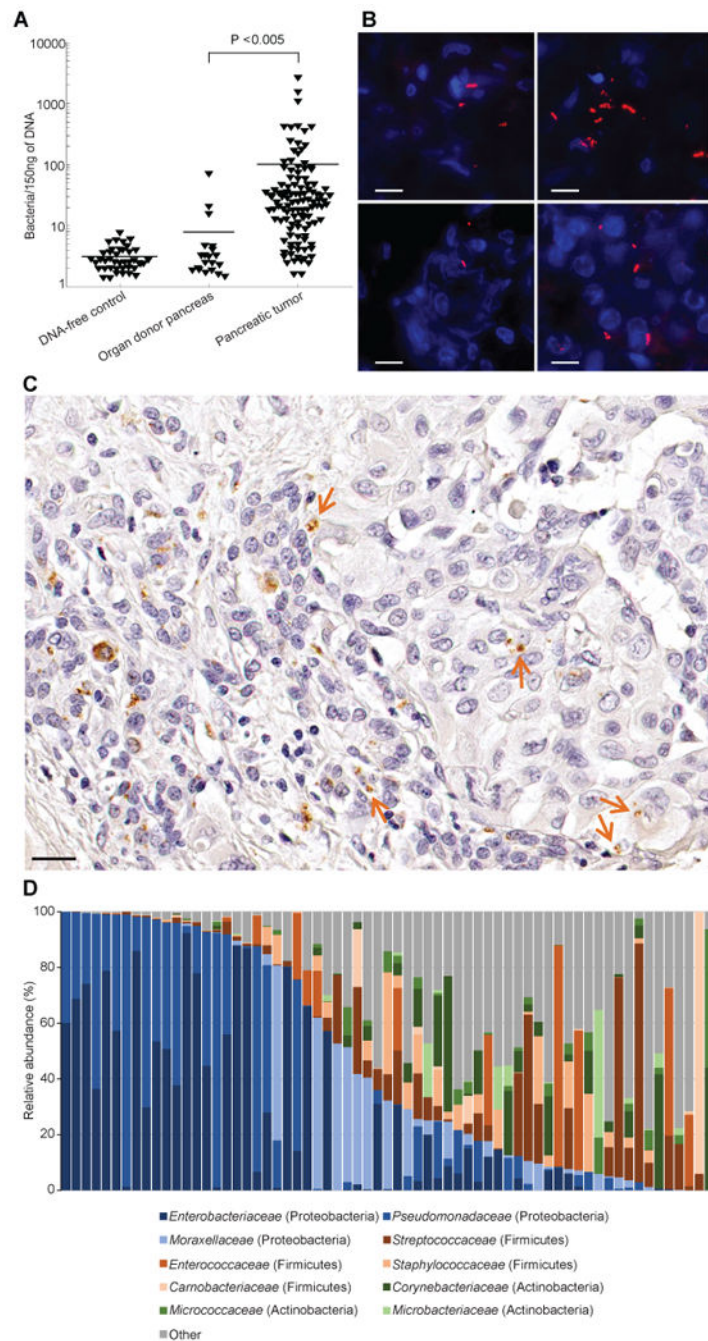 A
P <0.005
10000
1000
100
10
1
Bacteria/150ng of DNA
DNA-free control
Organ donor pancreas
Pancreatic tumor
B
C
D
100
80
60
40
20
0
Relative abundance (%)
Enterobacteriaceae (Proteobacteria)
Pseudomonadaceae (Proteobacteria)
Moraxellaceae (Proteobacteria)
Streptococcaceae (Firmicutes)
Enterococcaceae (Firmicutes)
Staphylococcaceae (Firmicutes)
Carnobacteriaceae (Firmicutes)
Corynebacteriaceae (Actinobacteria)
Micrococcaceae (Actinobacteria)
Microbacteriaceae (Actinobacteria)
Other